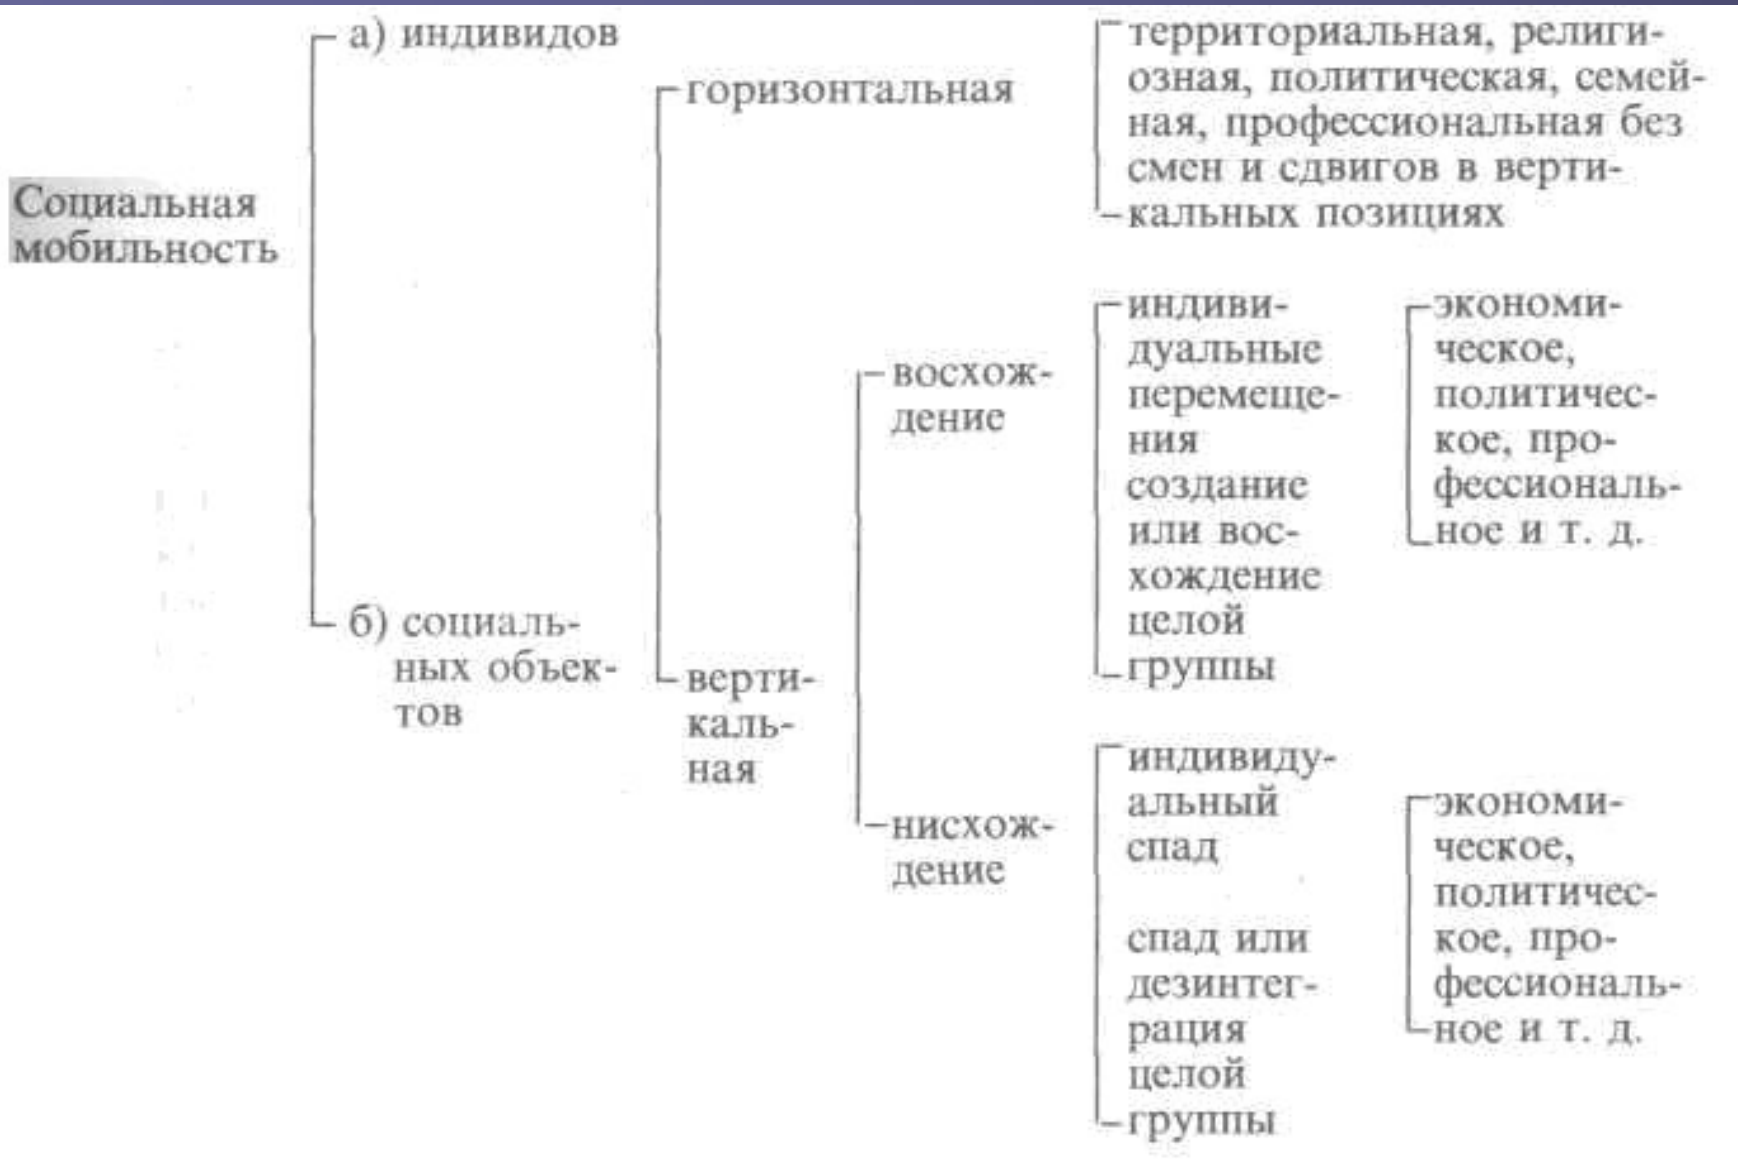 Социальная
мобильность
а) индивидов
б) социаль-
ных объек-
тов
горизонтальная
верти-
каль-
ная
территориальная, религи-
озная, политическая, семей-
ная, профессиональная без
смен и сдвигов в верти-
кальных позициях
восхож-
дение
индиви-
дуальные
перемеще-
ния
создание
или вос-
хождение
целой
группы
экономи-
ческое,
политичес-
кое, про-
фессиональ-
ное и т. д.
нисхож-
дение
индивиду-
альный
спад
спад или
дезинтег-
рация
целой
группы
экономи-
ческое,
политичес-
кое, про-
фессиональ-
ное и т. д.